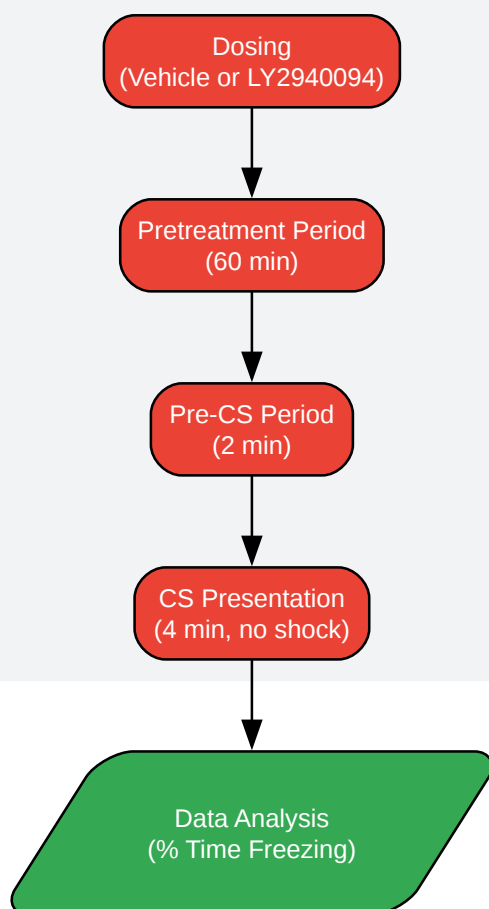 Dosing
(Vehicle or LY2940094)
Pretreatment Period
(60 min)
Pre-CS Period
(2 min)
CS Presentation
(4 min, no shock)
Data Analysis
(% Time Freezing)